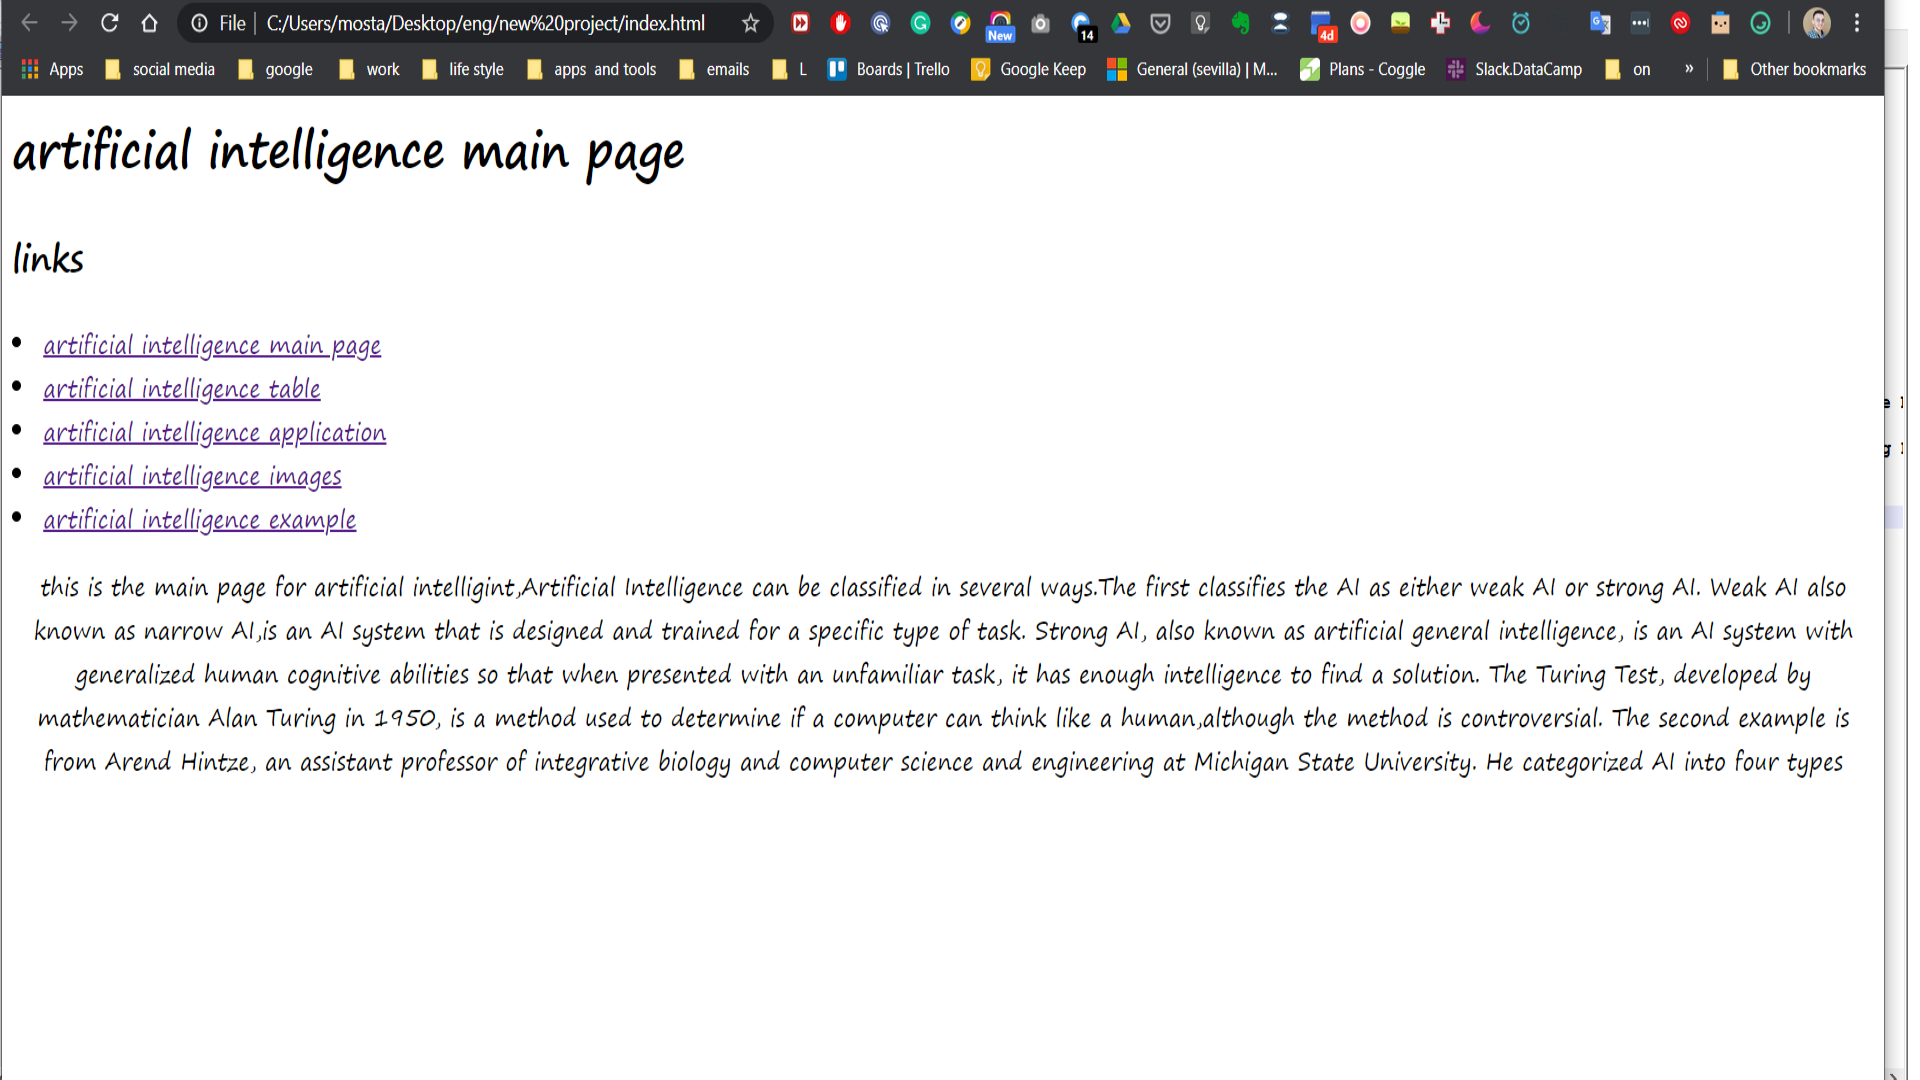 File C:/Users/mosta/Desktop/eng/new%20project/index.html
New
14
4d
Apps social media google work life style apps and tools emails L Boards | Trello Google Keep General (sevilla) | M... Plans - Coggle Slack.DataCamp on » Other bookmarks
artificial intelligence main page
links
artificial intelligence main page
artificial intelligence table
artificial intelligence application
artificial intelligence images
artificial intelligence example
this is the main page for artificial intelligint,Artificial Intelligence can be classified in several ways.The first classifies the AI as either weak AI or strong AI. Weak AI also
known as narrow AI,is an AI system that is designed and trained for a specific type of task. Strong AI, also known as artificial general intelligence, is an AI system with
generalized human cognitive abilities so that when presented with an unfamiliar task, it has enough intelligence to find a solution. The Turing Test, developed by
mathematician Alan Turing in 1950, is a method used to determine if a computer can think like a human,although the method is controversial. The second example is
from Arend Hintze, an assistant professor of integrative biology and computer science and engineering at Michigan State University. He categorized AI into four types